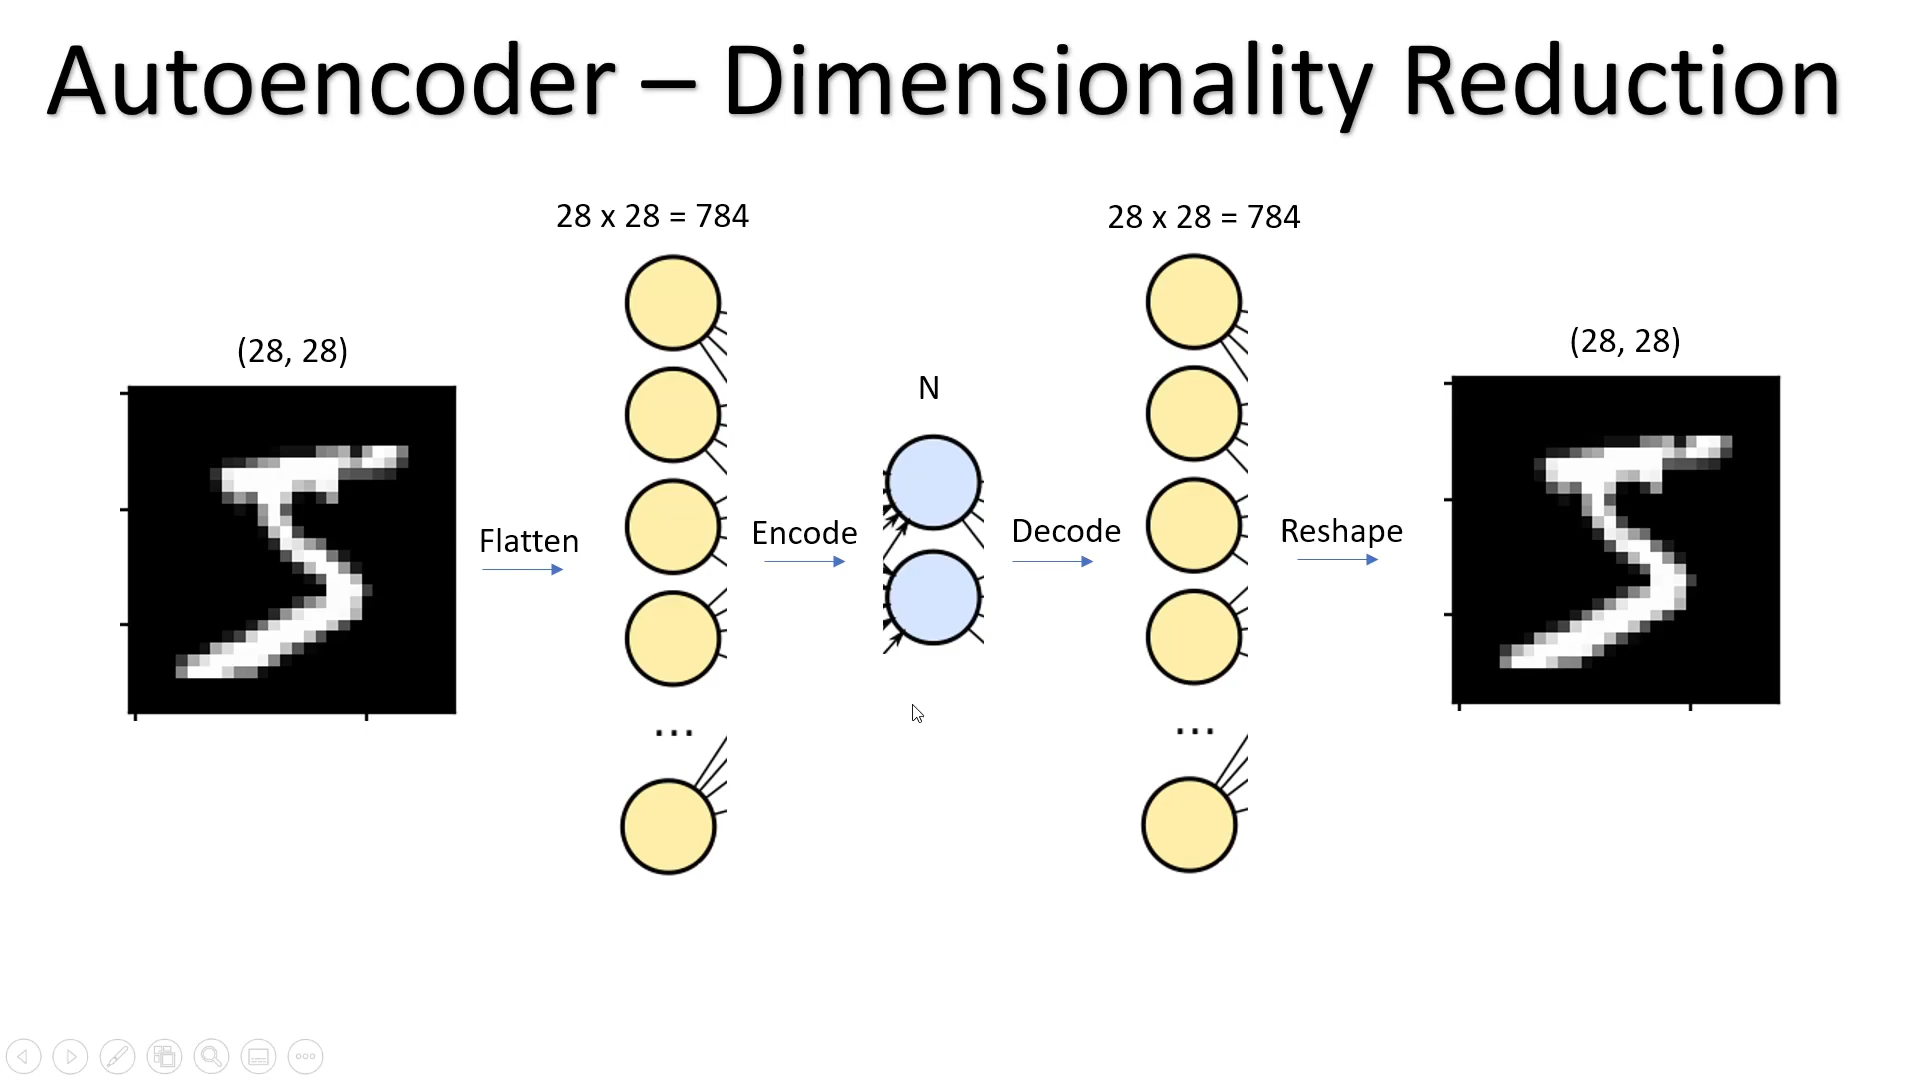 Autoencoder – Dimensionality Reduction
28 x 28 = 784
28 x 28 = 784
(28, 28)
(28, 28)
N
Flatten
Encode
Decode
Reshape
...
...